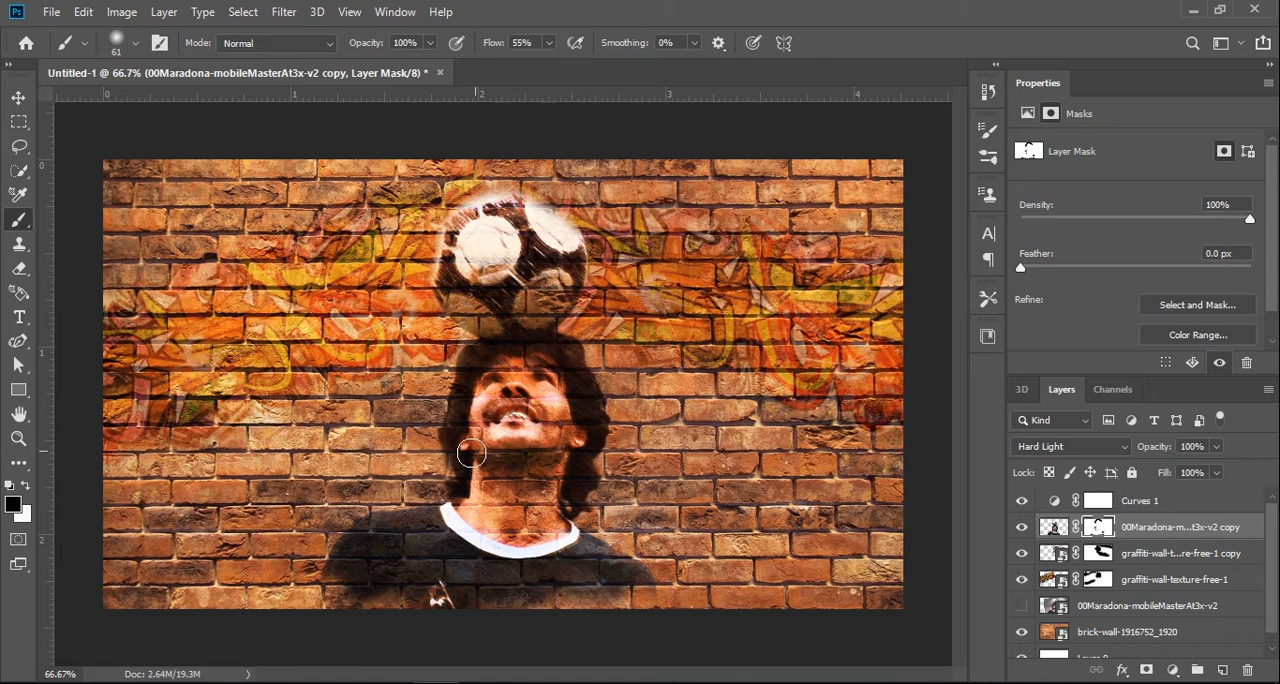 Ps File Edit Image Layer Type Select Filter 3D View Window Help
61 Mode: Normal Opacity: 100% Flow: 55% Smoothing: 0%
Untitled-1 @ 66.7% (00Maradona-mobileMasterAt3x-v2 copy, Layer Mask/8) * ×
0 1 2 3 4
0
1
2
Properties
Masks
Layer Mask
Density: 100%
Feather: 0.0 px
Refine: Select and Mask...
Color Range...
3D Layers Channels
Kind
Hard Light Opacity: 100%
Lock: Fill: 100%
Curves 1
00Maradona-m...t3x-v2 copy
graffiti-wall-t...re-free-1 copy
graffiti-wall-texture-free-1
00Maradona-mobileMasterAt3x-v2
brick-wall-1916752_1920
66.67% Doc: 2.64M/19.3M